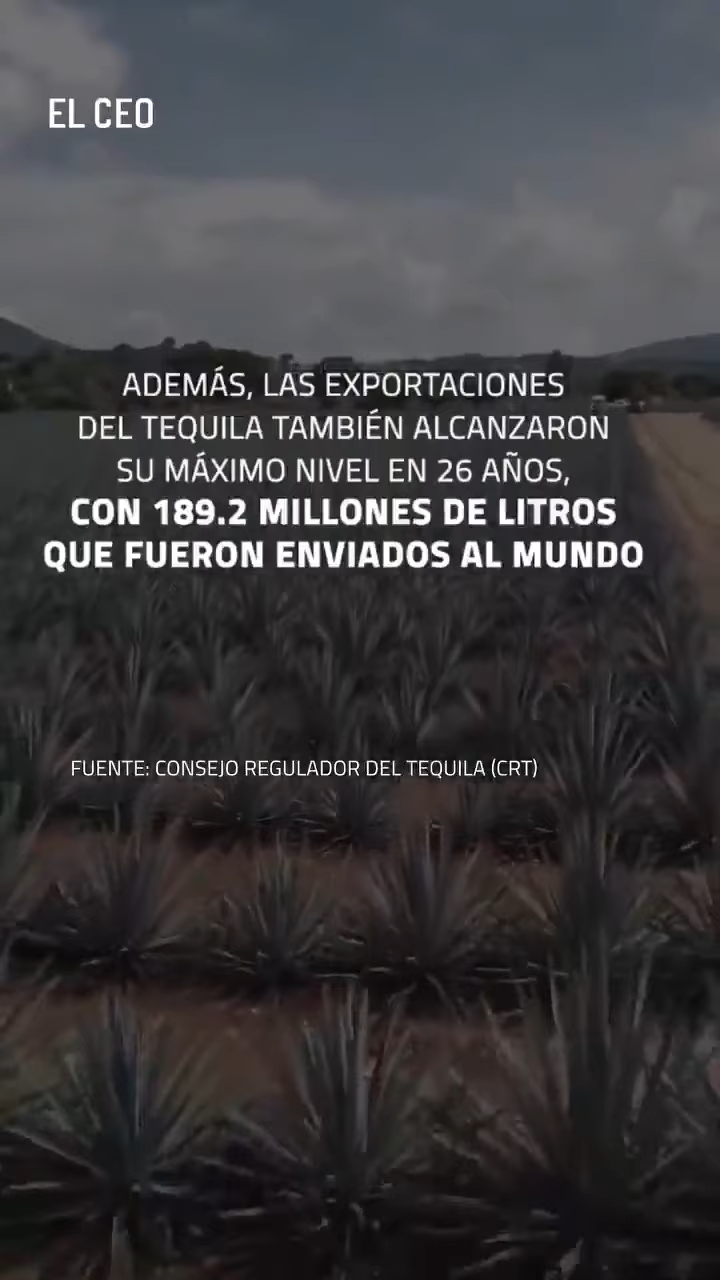 EL CEO
ADEMÁS, LAS EXPORTACIONES
DEL TEQUILA TAMBIÉN ALCANZARON
SU MÁXIMO NIVEL EN 26 AÑOS,
CON 189.2 MILLONES DE LITROS
QUE FUERON ENVIADOS AL MUNDO
FUENTE: CONSEJO REGULADOR DEL TEQUILA (CRT)